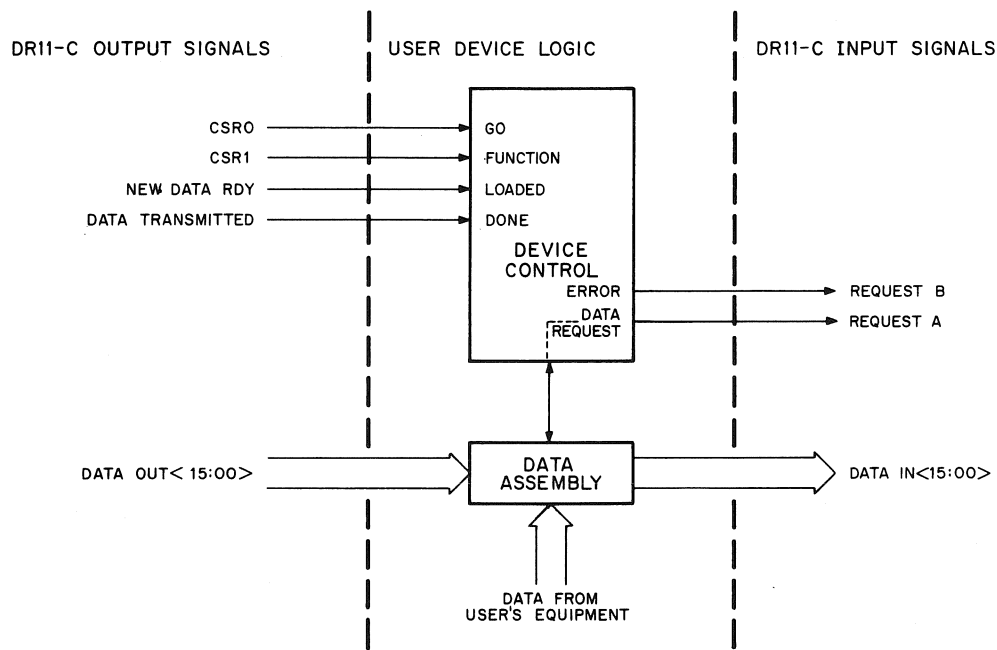 DR11-C OUTPUT SIGNALS
USER DEVICE LOGIC
DR11-C INPUT SIGNALS
CSR0
GO
CSR1
FUNCTION
NEW DATA RDY
LOADED
DATA TRANSMITTED
DONE
DEVICE
CONTROL
ERROR
REQUEST B
DATA
REQUEST
REQUEST A
DATA OUT<15:00>
DATA
ASSEMBLY
DATA IN<15:00>
DATA FROM
USER'S EQUIPMENT